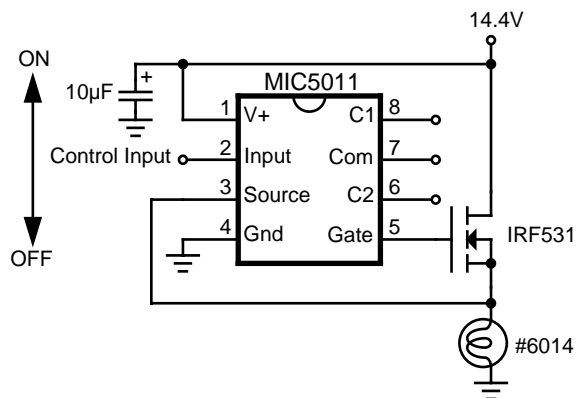 14.4V
ON
10µF
+
MIC5011
1 V+ C1 8
Control Input 2 Input Com 7
3 Source C2 6
4 Gnd Gate 5
IRF531
OFF
#6014